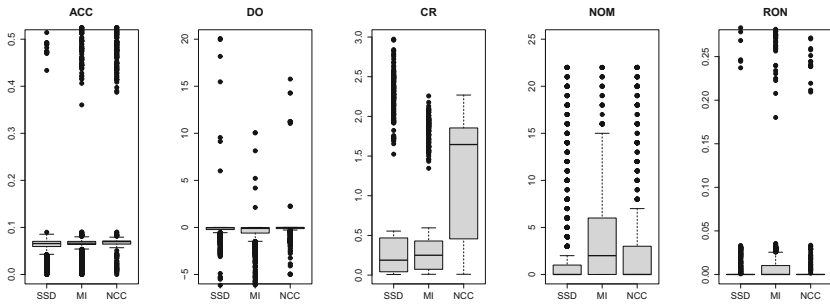 ACC
0.0 0.1 0.2 0.3 0.4 0.5
SSD MI NCC
DO
-5 0 5 10 15 20
SSD MI NCC
CR
0.0 0.5 1.0 1.5 2.0 2.5 3.0
SSD MI NCC
NOM
0 5 10 15 20
SSD MI NCC
RON
0.00 0.05 0.10 0.15 0.20 0.25
SSD MI NCC